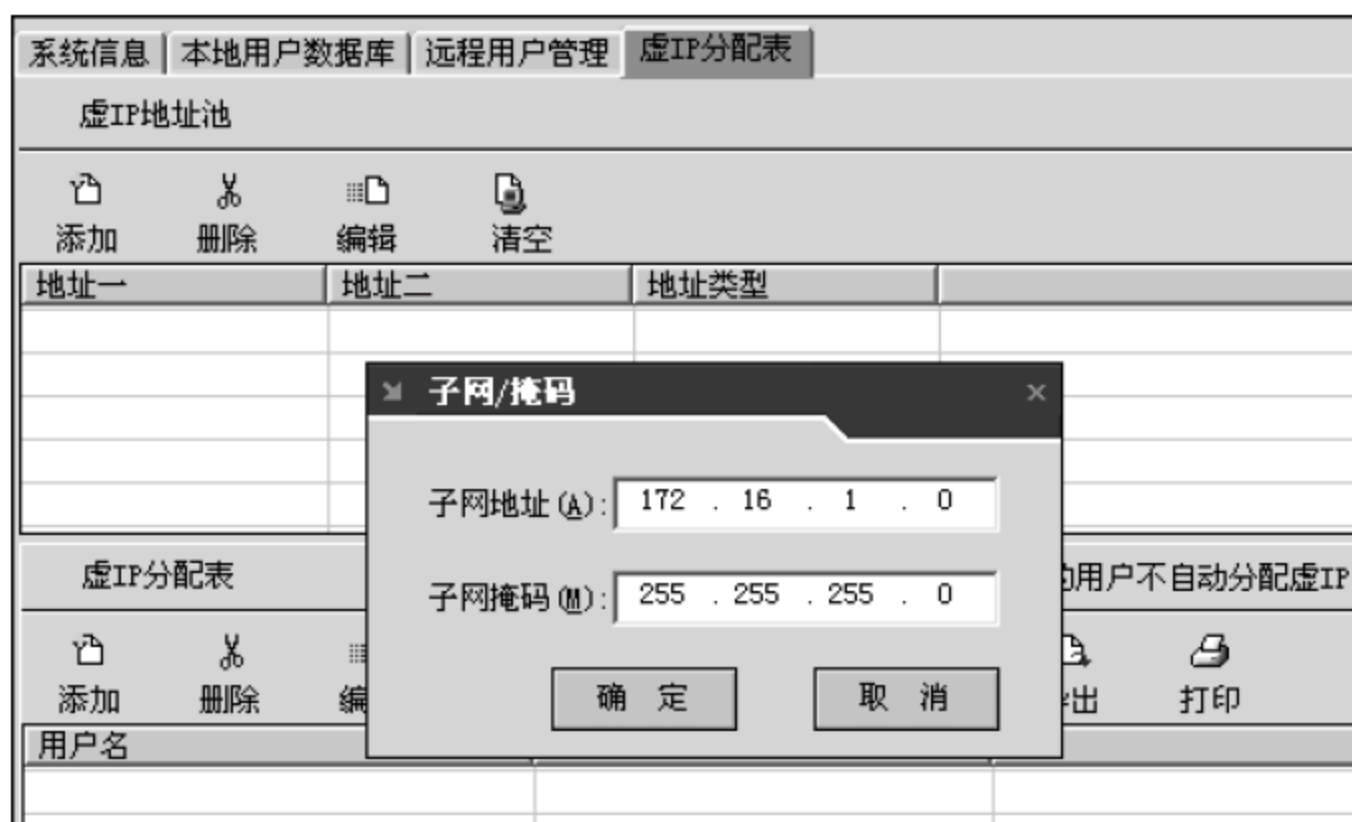 系统信息 本地用户数据库 远程用户管理 虚IP分配表
虚IP地址池
添加 删除 编辑 清空
地址一 地址二 地址类型
子网/掩码
子网地址(A): 172 . 16 . 1 . 0
子网掩码(M): 255 . 255 . 255 . 0
确 定 取 消
虚IP分配表 用户不自动分配虚IP
添加 删除 编 出 打印
用户名